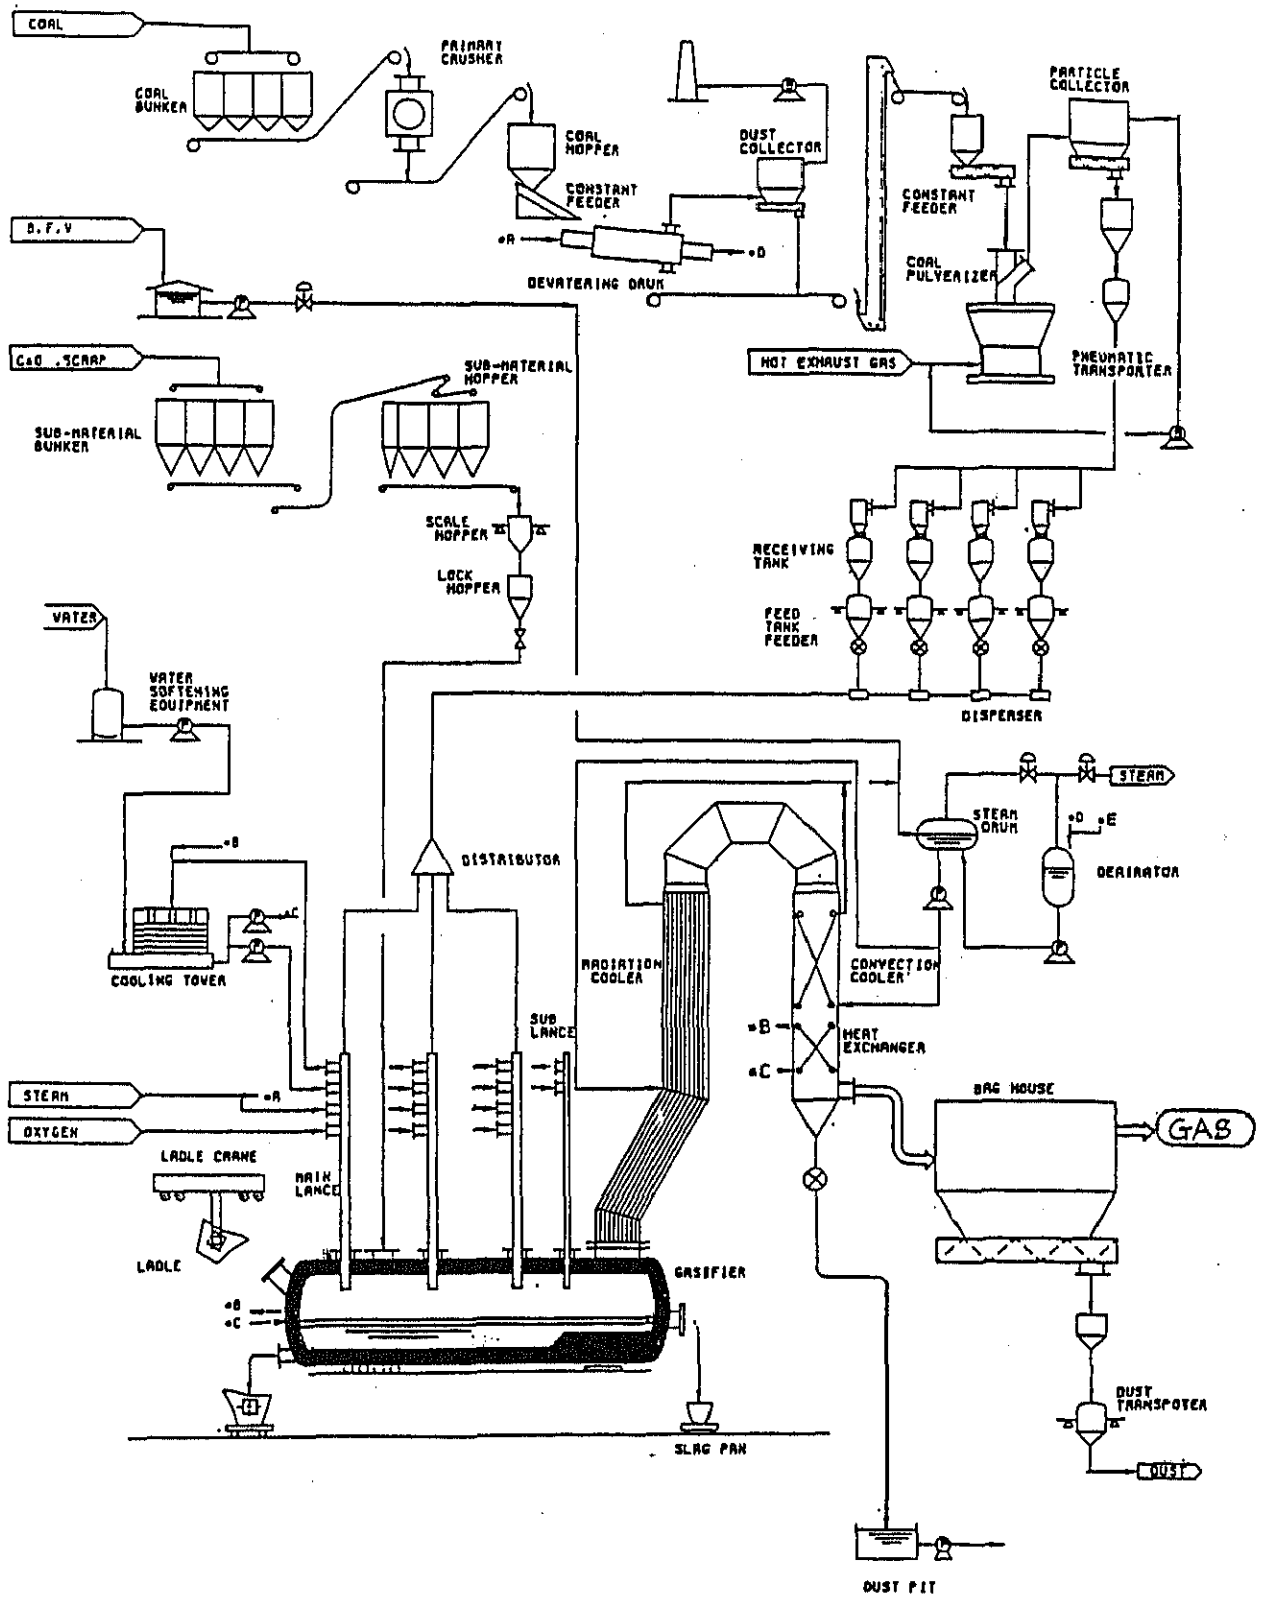 COAL
COAL
BUNKER
PRIMARY
CRUSHER
COAL
HOPPER
CONSTANT
FEEDER
DUST
COLLECTOR
PARTICLE
COLLECTOR
CONSTANT
FEEDER
*A
*D
DEWATERING DRUM
COAL
PULVERIZER
B.F.W
HOT EXHAUST GAS
PNEUMATIC
TRANSPORTER
CaO .SCRAP
SUB-MATERIAL
BUNKER
SUB-MATERIAL
HOPPER
SCALE
HOPPER
LOCK
HOPPER
RECEIVING
TANK
FEED
TANK
FEEDER
DISPERSER
WATER
WATER
SOFTENING
EQUIPMENT
P
STEAM
STEAM
DRUM
*D
*E
DERIRATOR
*B
DISTRIBUTOR
*C
COOLING TOWER
RADIATION
COOLER
CONVECTION
COOLER
SUB
LANCE
*B
HEAT
EXCHANGER
*C
STEAM
*A
OXYGEN
BAG HOUSE
GAS
LADLE CRANE
MAIN
LANCE
LADLE
GASIFIER
*B
*C
SLAG PAN
DUST
TRANSPOTER
DUST
DUST PIT